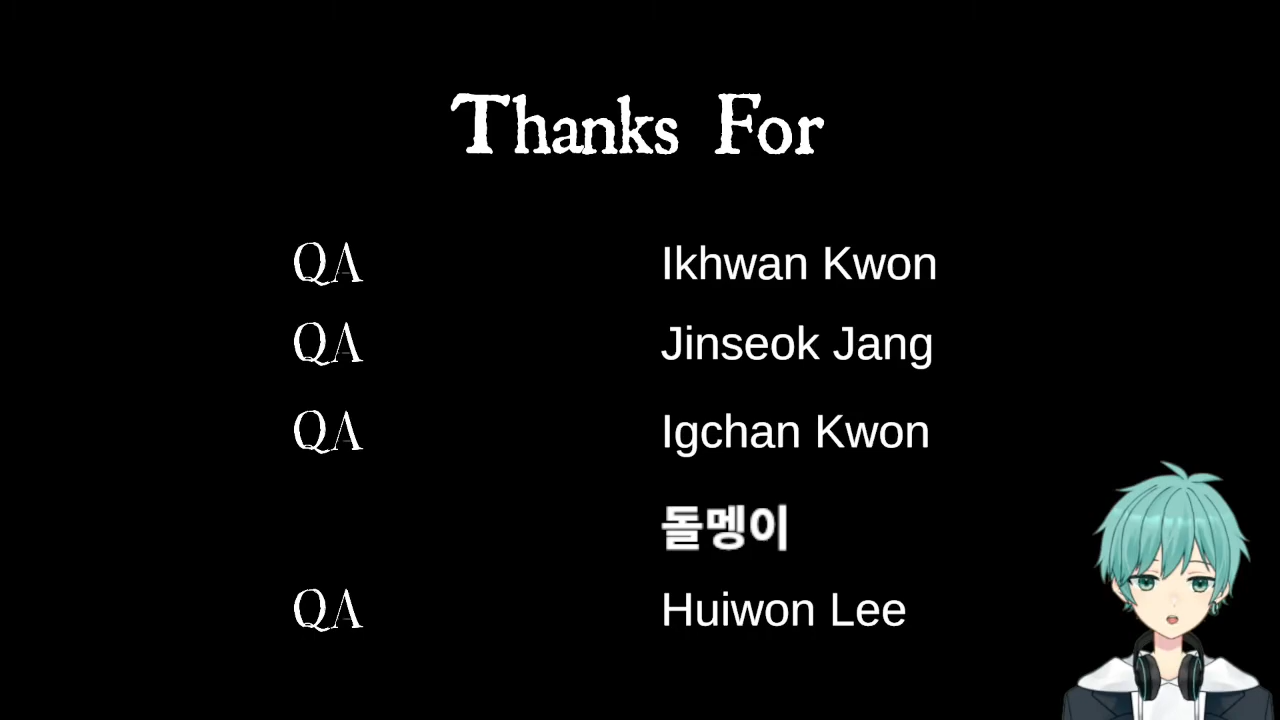 Thanks For
QA Ikhwan Kwon
QA Jinseok Jang
QA Igchan Kwon
돌멩이
QA Huiwon Lee